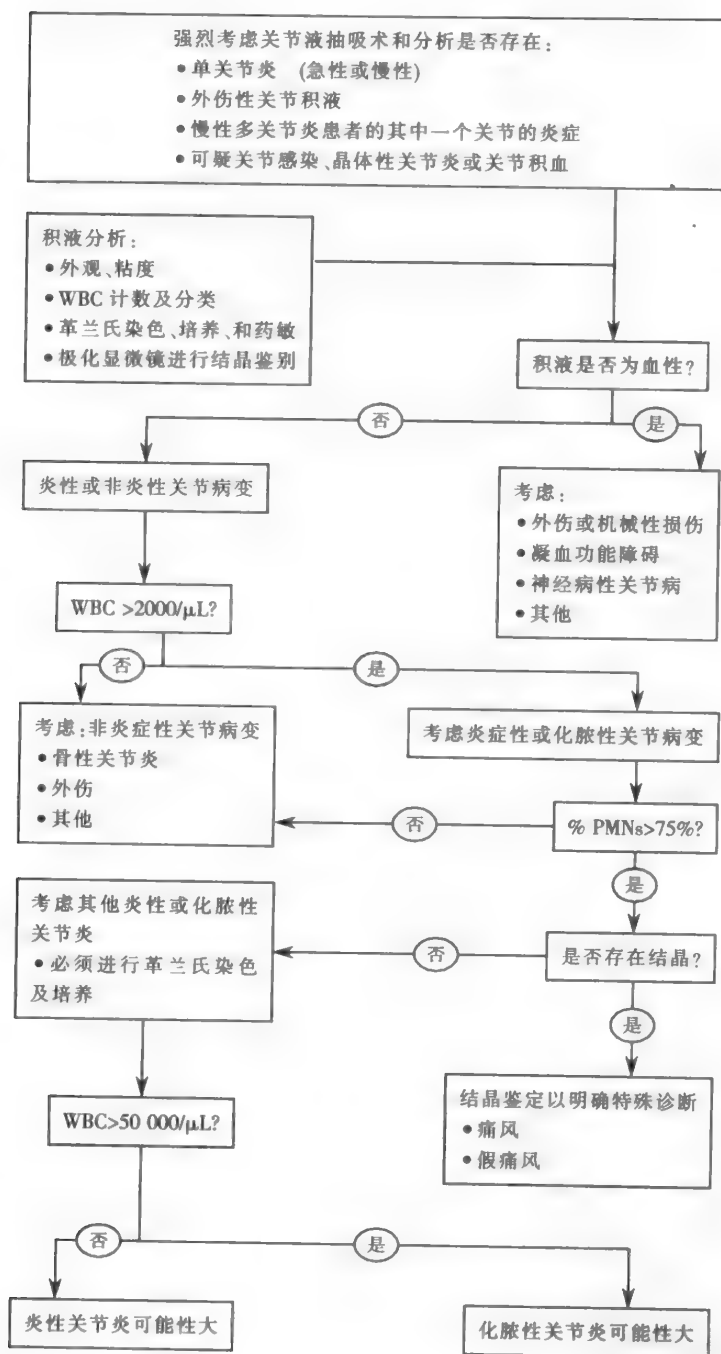 强烈考虑关节液抽吸术和分析是否存在：
•单关节炎 (急性或慢性)
•外伤性关节积液
•慢性多关节炎患者的其中一个关节的炎症
•可疑关节感染、晶体性关节炎或关节积血
积液分析：
•外观、粘度
•WBC 计数及分类
•革兰氏染色、培养、和药敏
•极化显微镜进行结晶鉴别
积液是否为血性？
否
是
炎性或非炎性关节病变
考虑：
•外伤或机械性损伤
•凝血功能障碍
•神经病性关节病
•其他
WBC >2000/μL?
否
是
考虑：非炎症性关节病变
•骨性关节炎
•外伤
•其他
考虑炎症性或化脓性关节病变
否
% PMNs>75%?
是
考虑其他炎性或化脓性
关节炎
•必须进行革兰氏染色
及培养
否
是否存在结晶？
是
WBC>50 000/μL?
结晶鉴定以明确特殊诊断
•痛风
•假痛风
否
是
炎性关节炎可能性大
化脓性关节炎可能性大